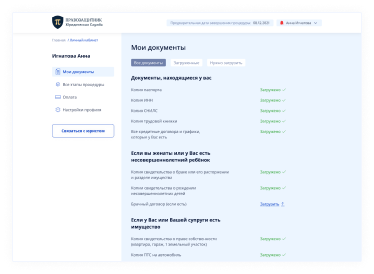 ПРАВОЗАЩИТНИК
Юридическая Служба
Предварительная дата завершения процедуры 08.12.2021
Анна Игнатова
Главная / Личный кабинет
Игнатова Анна
Мои документы
Все этапы процедуры
Оплата
Настройки профиля
Связаться с юристом
Мои документы
Все документы
Загруженные
Нужно загрузить
Документы, находящиеся у вас
Копия паспорта Загружено
Копия ИНН Загружено
Копия СНИЛС Загружено
Копия трудовой книжки Загружено
Все кредитные договора и графики, Загружено
которые у Вас есть
Если вы женаты или у Вас есть
несовершеннолетний ребёнок
Копия свидетельства о браке или его расторжении Загружено
и разделе имущества
Копия свидетельства о рождении Загружено
несовершеннолетних детей
Брачный договор (если есть) Загрузить
Если у Вас или Вашей супруги есть
имущество
Копия свидетельства о праве собственности Загружено
(квартира, гараж, земельный участок)
Копия ПТС на автомобиль Загружено